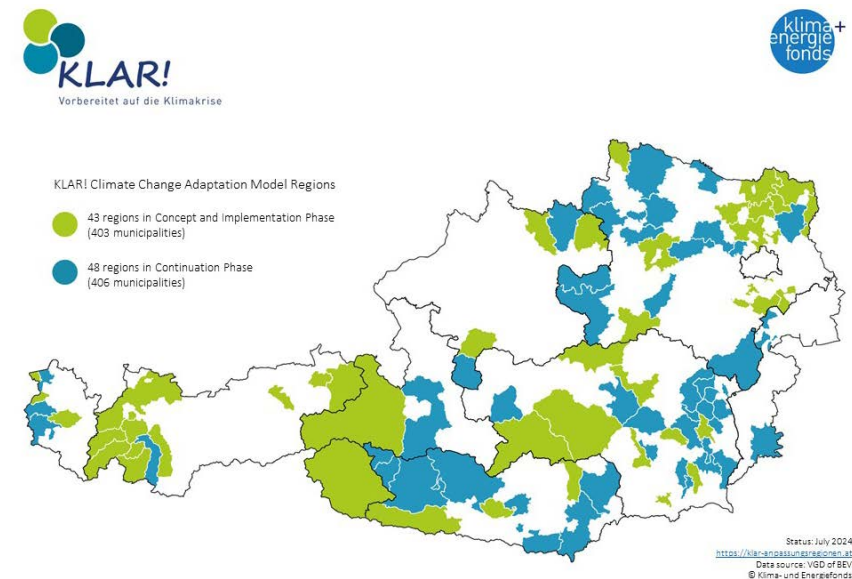 KLAR!
Vorbereitet auf die Klimakrise
klima+
energie
fonds
KLAR! Climate Change Adaptation Model Regions
43 regions in Concept and Implementation Phase
(403 municipalities)
48 regions in Continuation Phase
(406 municipalities)
Status: July 2024
https://klar-anpassungsregionen.at
Data source: VGD of BEV
© Klima- und Energiefonds